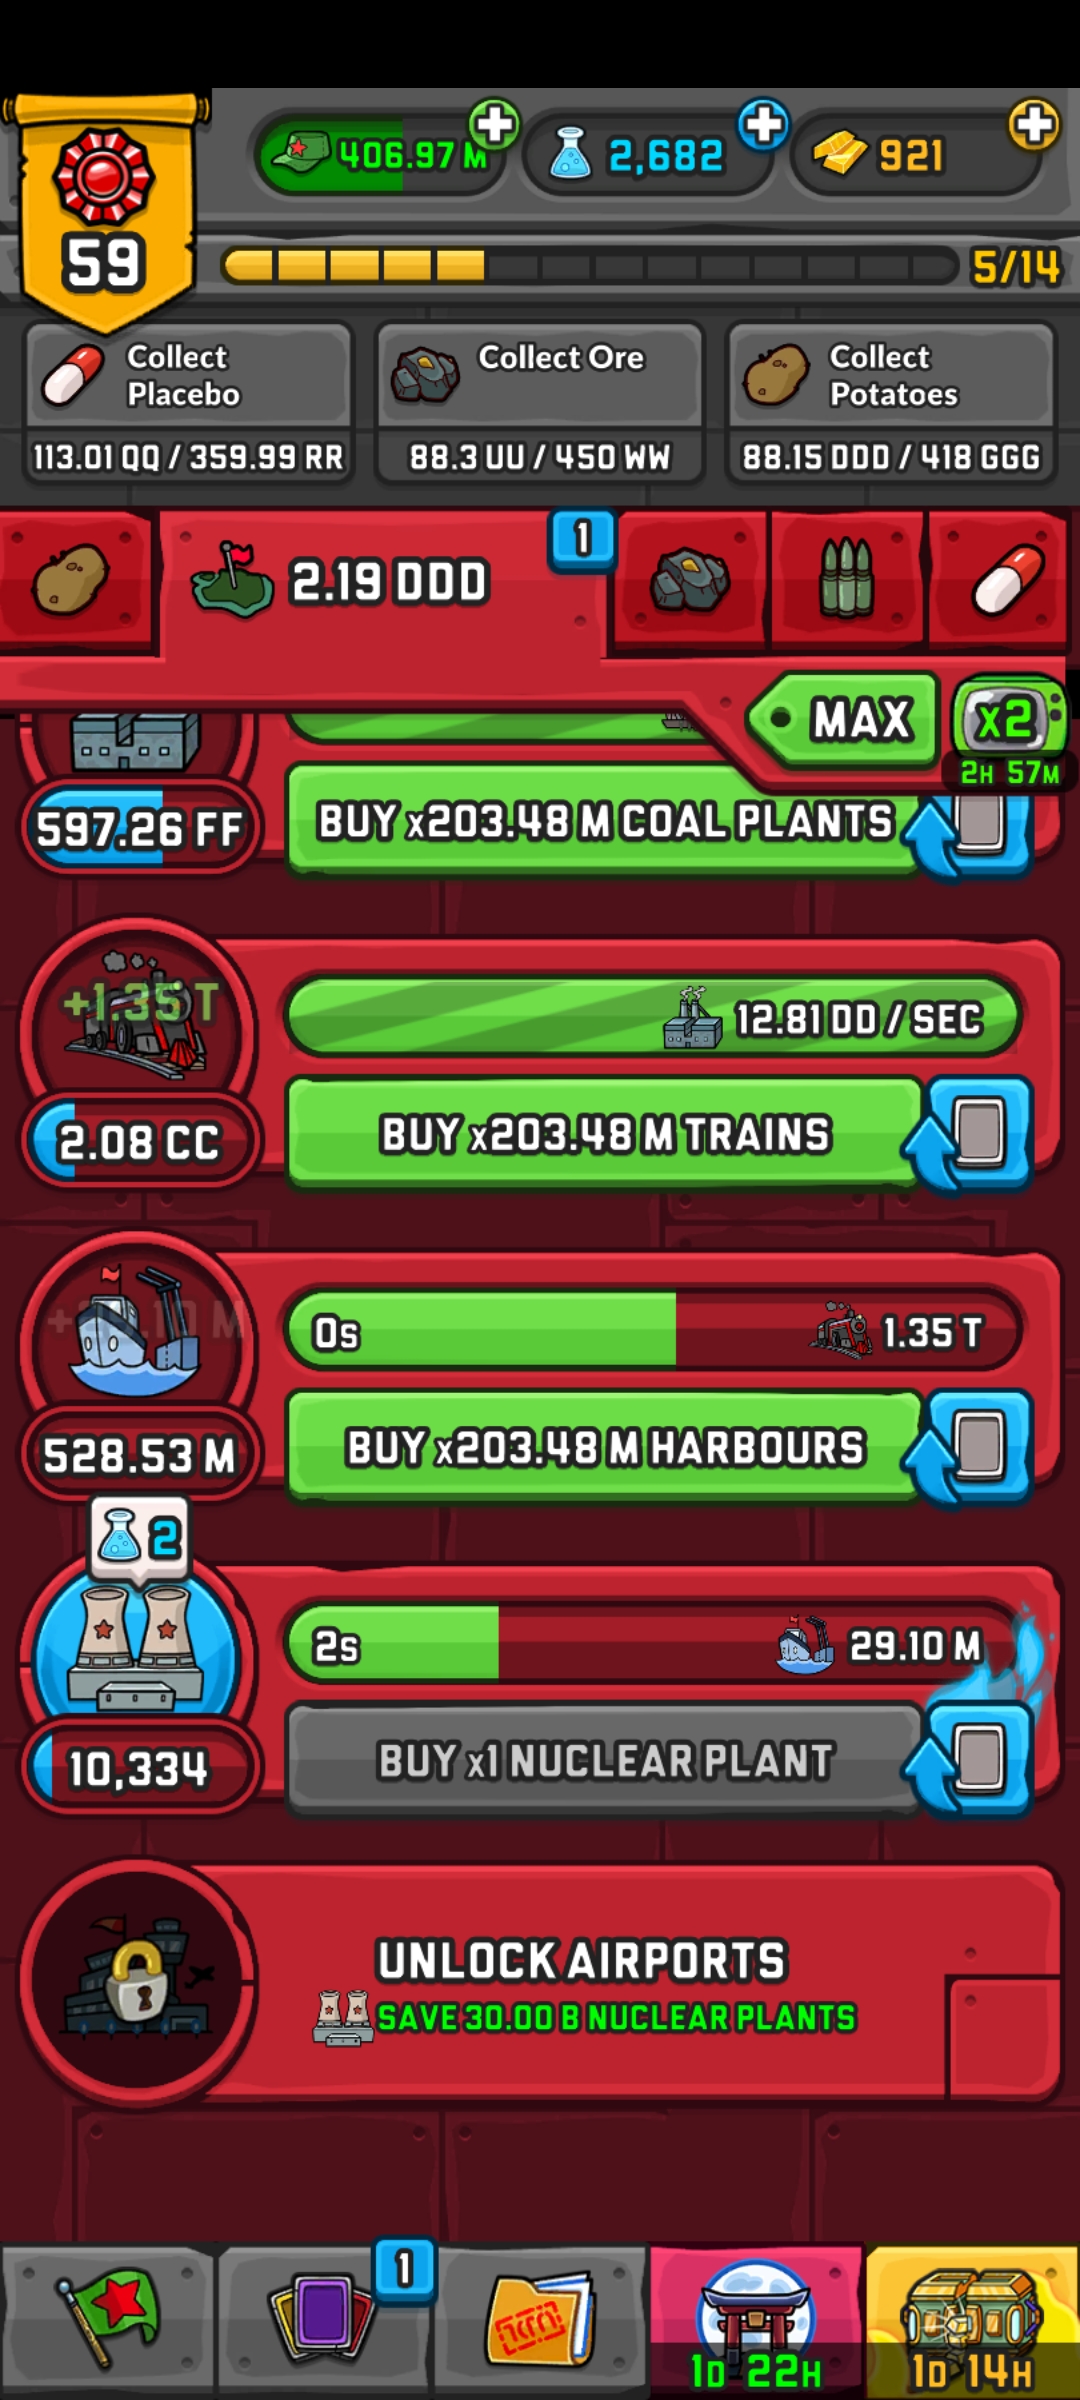 406.97 M
2,682
921
59
5/14
Collect
Placebo
113.01 QQ / 359.99 RR
Collect Ore
88.3 UU / 450 WW
Collect
Potatoes
88.15 DDD / 418 GGG
2.19 DDD
1
MAX
x2
2H 57M
597.26 FF
BUY x203.48 M COAL PLANTS
+1.35 T
12.81 DD / SEC
2.08 CC
BUY x203.48 M TRAINS
0s
1.35 T
528.53 M
BUY x203.48 M HARBOURS
2
2s
29.10 M
10,334
BUY x1 NUCLEAR PLANT
UNLOCK AIRPORTS
SAVE 30.00 B NUCLEAR PLANTS
1
1D 22H
1D 14H